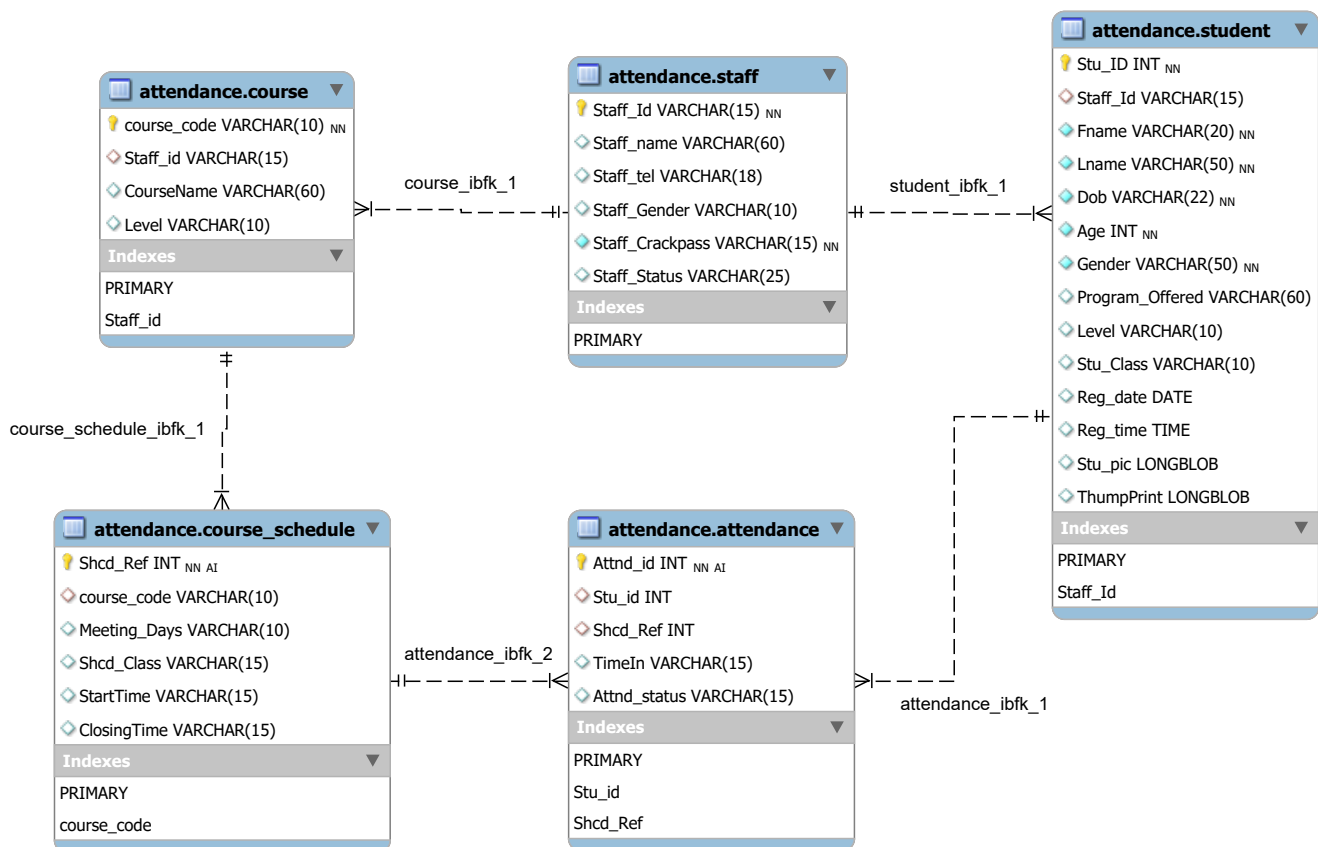 attendance.course
course_code VARCHAR(10) NN
Staff_id VARCHAR(15)
CourseName VARCHAR(60)
Level VARCHAR(10)
Indexes
PRIMARY
Staff_id
course_ibfk_1
attendance.staff
Staff_Id VARCHAR(15) NN
Staff_name VARCHAR(60)
Staff_tel VARCHAR(18)
Staff_Gender VARCHAR(10)
Staff_Crackpass VARCHAR(15) NN
Staff_Status VARCHAR(25)
Indexes
PRIMARY
student_ibfk_1
attendance.student
Stu_ID INT NN
Staff_Id VARCHAR(15)
Fname VARCHAR(20) NN
Lname VARCHAR(50) NN
Dob VARCHAR(22) NN
Age INT NN
Gender VARCHAR(50) NN
Program_Offered VARCHAR(60)
Level VARCHAR(10)
Stu_Class VARCHAR(10)
Reg_date DATE
Reg_time TIME
Stu_pic LONGBLOB
ThumpPrint LONGBLOB
Indexes
PRIMARY
Staff_Id
course_schedule_ibfk_1
attendance.course_schedule
Shcd_Ref INT NN AI
course_code VARCHAR(10)
Meeting_Days VARCHAR(10)
Shcd_Class VARCHAR(15)
StartTime VARCHAR(15)
ClosingTime VARCHAR(15)
Indexes
PRIMARY
course_code
attendance_ibfk_2
attendance.attendance
Attnd_id INT NN AI
Stu_id INT
Shcd_Ref INT
TimeIn VARCHAR(15)
Attnd_status VARCHAR(15)
Indexes
PRIMARY
Stu_id
Shcd_Ref
attendance_ibfk_1